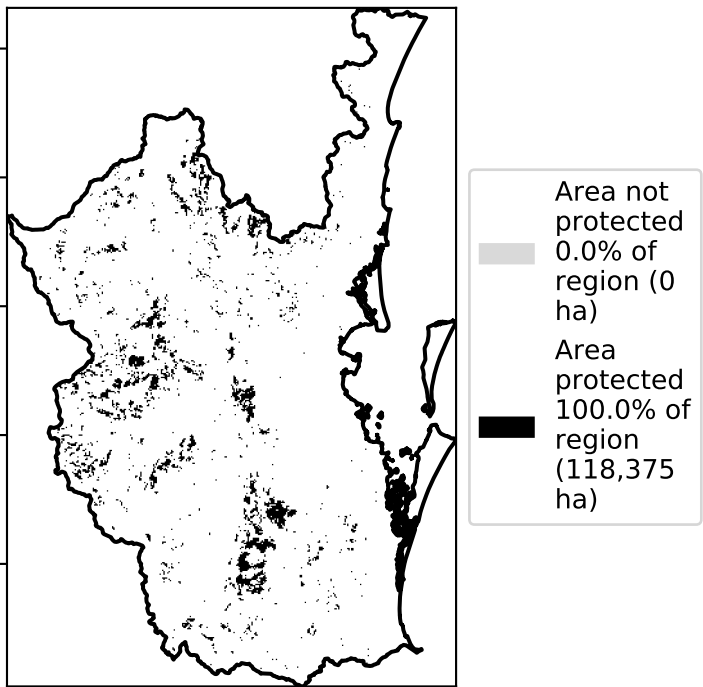 Area not
protected
0.0% of
region (0
ha)
Area
protected
100.0% of
region
(118,375
ha)